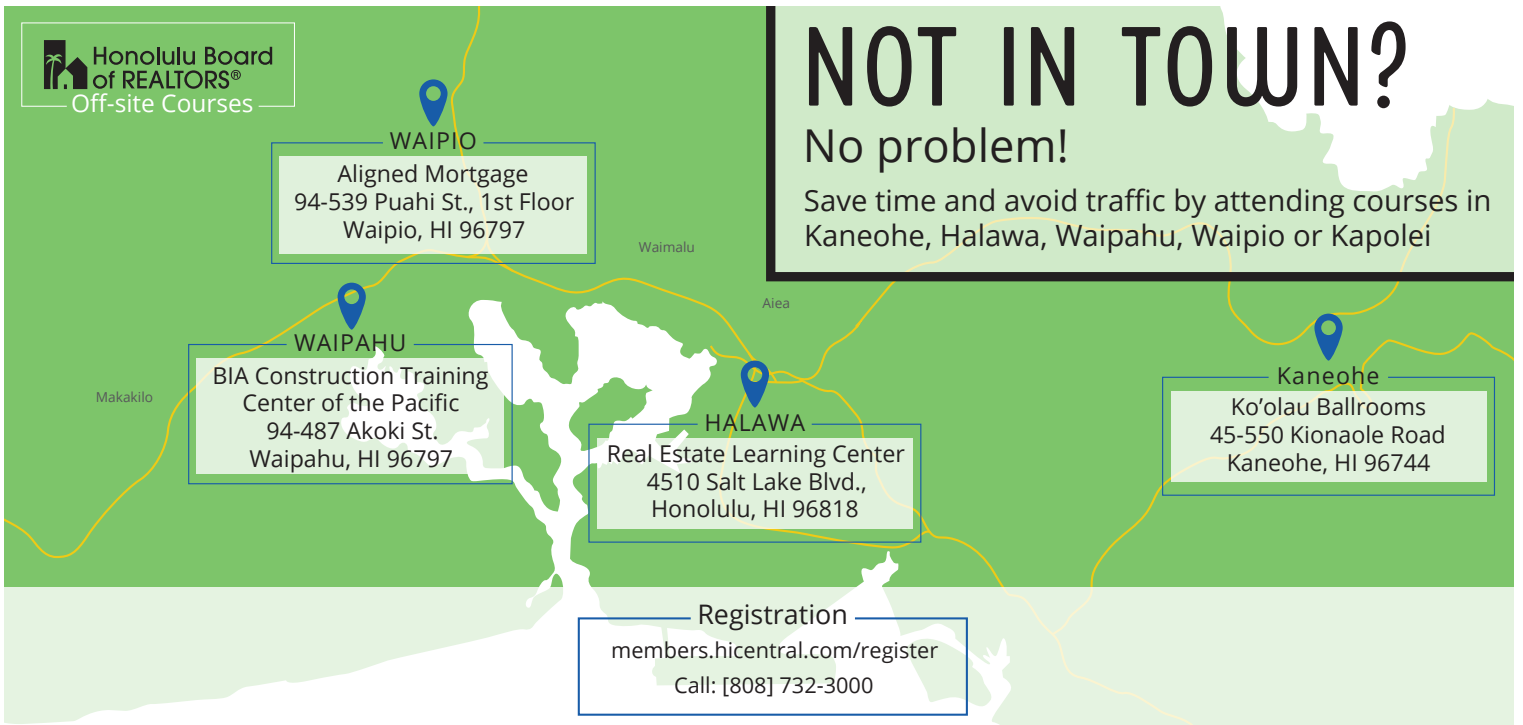 Honolulu Board
of REALTORS®
Off-site Courses
NOT IN TOWN?
No problem!
Save time and avoid traffic by attending courses in
Kaneohe, Halawa, Waipahu, Waipio or Kapolei
WAIPIO
Aligned Mortgage
94-539 Puahi St., 1st Floor
Waipio, HI 96797
Waimalu
Aiea
WAIPAHU
BIA Construction Training
Center of the Pacific
94-487 Akoki St.
Waipahu, HI 96797
Makakilo
HALAWA
Real Estate Learning Center
4510 Salt Lake Blvd.,
Honolulu, HI 96818
Kaneohe
Ko’olau Ballrooms
45-550 Kionaole Road
Kaneohe, HI 96744
Registration
members.hicentral.com/register
Call: [808] 732-3000